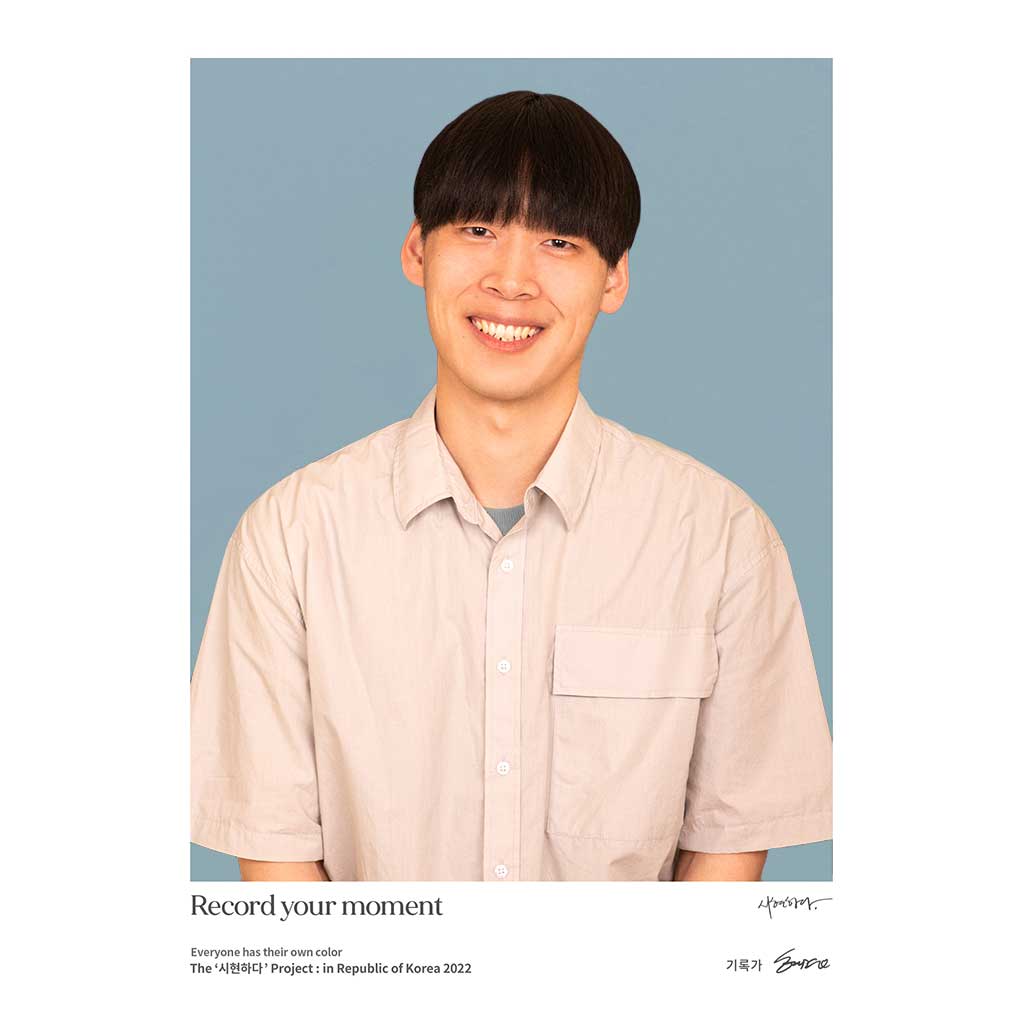 Record your moment
시현하다.
Everyone has their own color
The ‘시현하다’ Project : in Republic of Korea 2022
기록가